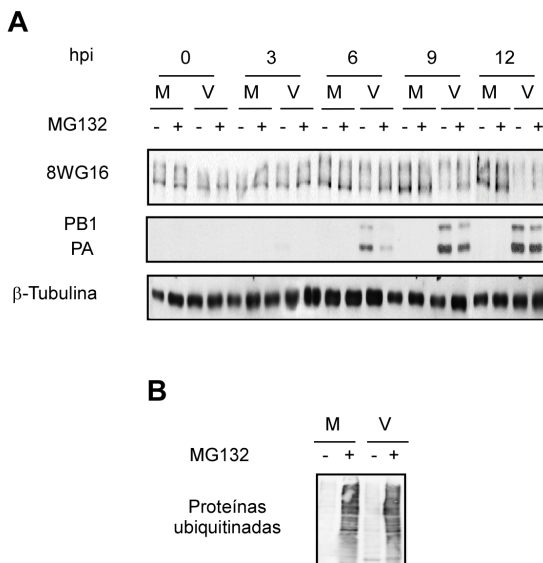 A
hpi 0 3 6 9 12
M V M V M V M V M V
MG132 - + - + - + - + - + - + - + - + - + - +
8WG16
PB1
PA
β-Tubulina
B
M V
MG132 - + - +
Proteínas
ubiquitinadas